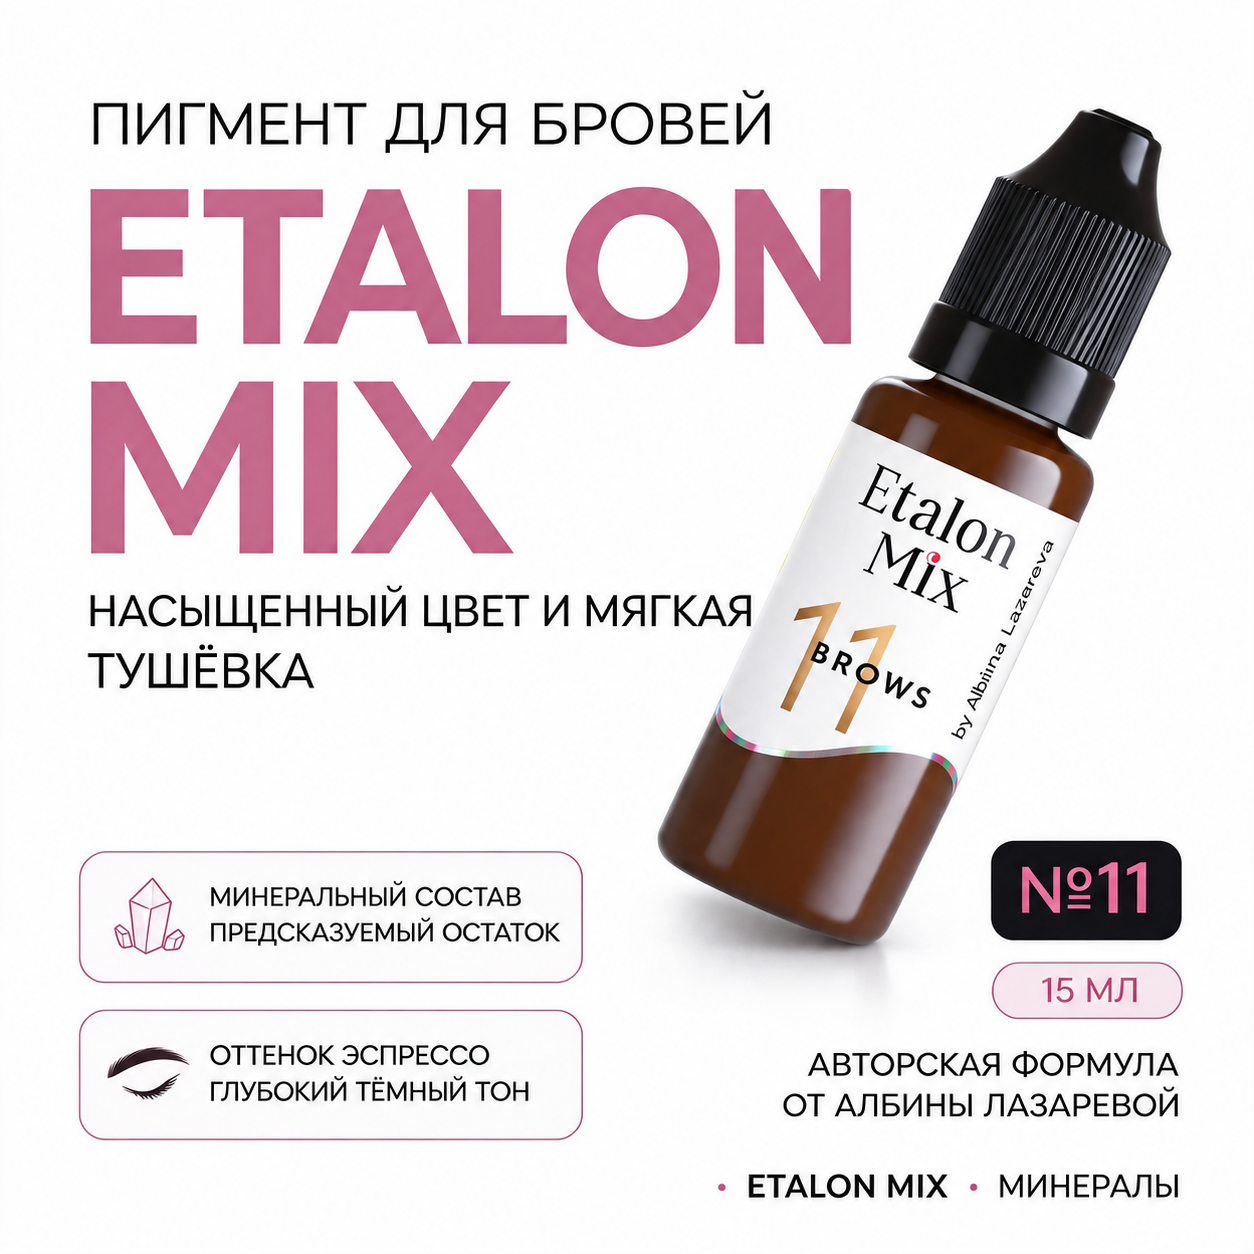 ПИГМЕНТ ДЛЯ БРОВЕЙ
ETALON
MIX
НАСЫЩЕННЫЙ ЦВЕТ И МЯГКАЯ
ТУШЁВКА
Etalon
Mix
11
BROWS
by Albiina Lazareva
МИНЕРАЛЬНЫЙ СОСТАВ
ПРЕДСКАЗУЕМЫЙ ОСТАТОК
ОТТЕНОК ЭСПРЕССО
ГЛУБОКИЙ ТЁМНЫЙ ТОН
№11
15 МЛ
АВТОРСКАЯ ФОРМУЛА
ОТ АЛБИНЫ ЛАЗАРЕВОЙ
• ETALON MIX • МИНЕРАЛЫ